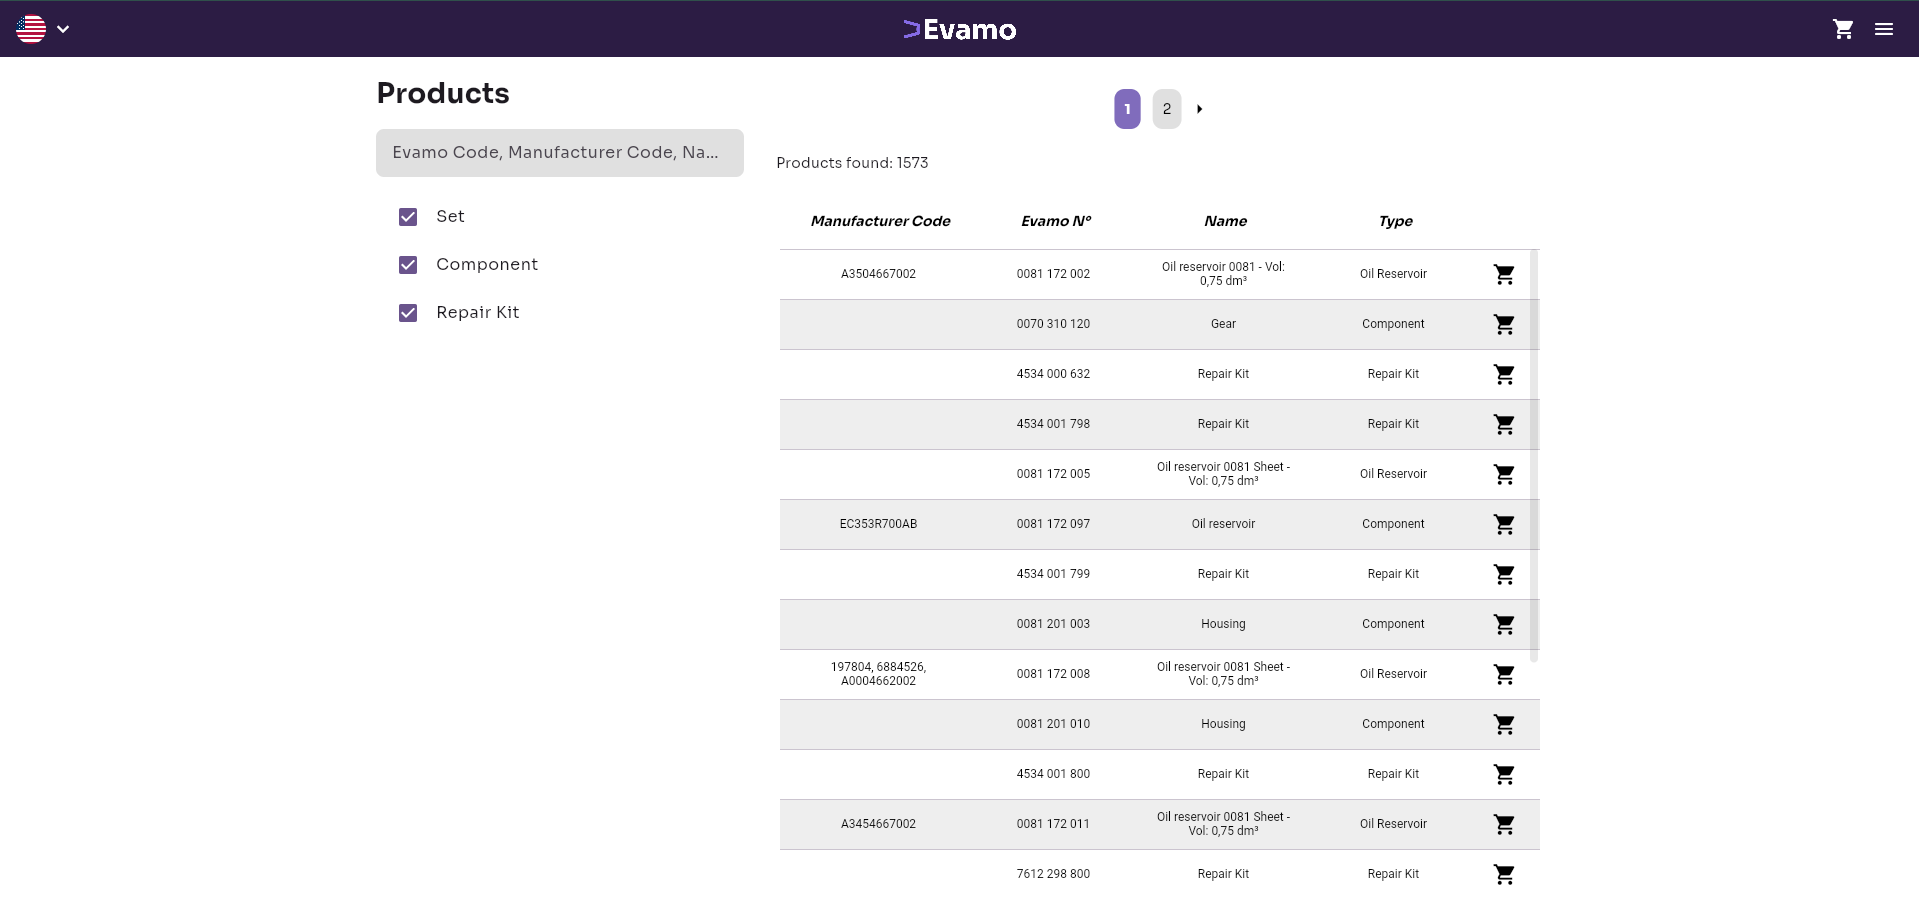 Evamo
Products
1 2
Evamo Code, Manufacturer Code, Na...
Products found: 1573
Set
Component
Repair Kit
Manufacturer Code Evamo Nº Name Type
A3504667002 0081 172 002 Oil reservoir 0081 - Vol: 0,75 dm³ Oil Reservoir
0070 310 120 Gear Component
4534 000 632 Repair Kit Repair Kit
4534 001 798 Repair Kit Repair Kit
0081 172 005 Oil reservoir 0081 Sheet - Vol: 0,75 dm³ Oil Reservoir
EC353R700AB 0081 172 097 Oil reservoir Component
4534 001 799 Repair Kit Repair Kit
0081 201 003 Housing Component
197804, 6884526, A0004662002 0081 172 008 Oil reservoir 0081 Sheet - Vol: 0,75 dm³ Oil Reservoir
0081 201 010 Housing Component
4534 001 800 Repair Kit Repair Kit
A3454667002 0081 172 011 Oil reservoir 0081 Sheet - Vol: 0,75 dm³ Oil Reservoir
7612 298 800 Repair Kit Repair Kit